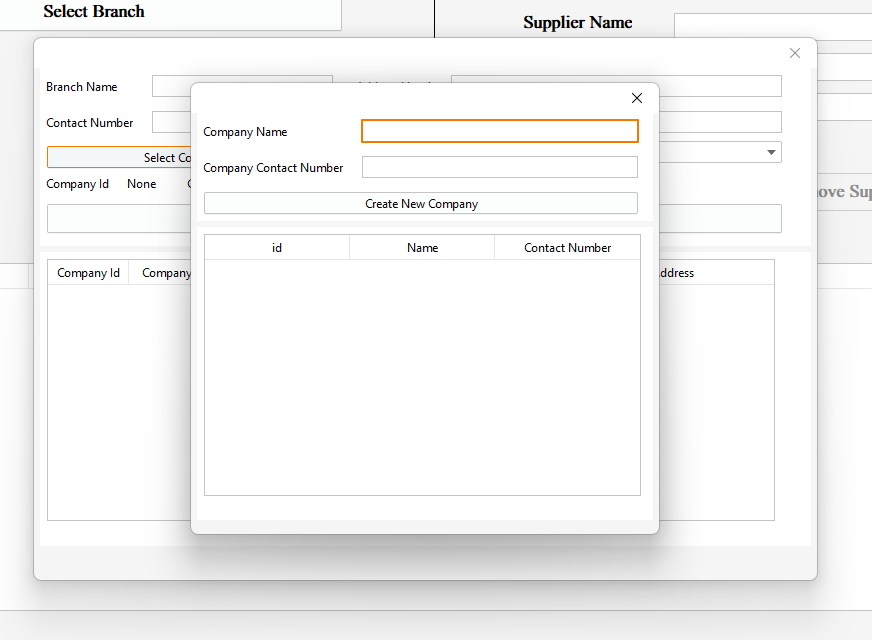 Select Branch
Supplier Name
Branch Name
Contact Number
Select Co
Company Id None
Company Id Company
ddress
ove Sup
Company Name
Company Contact Number
Create New Company
id Name Contact Number